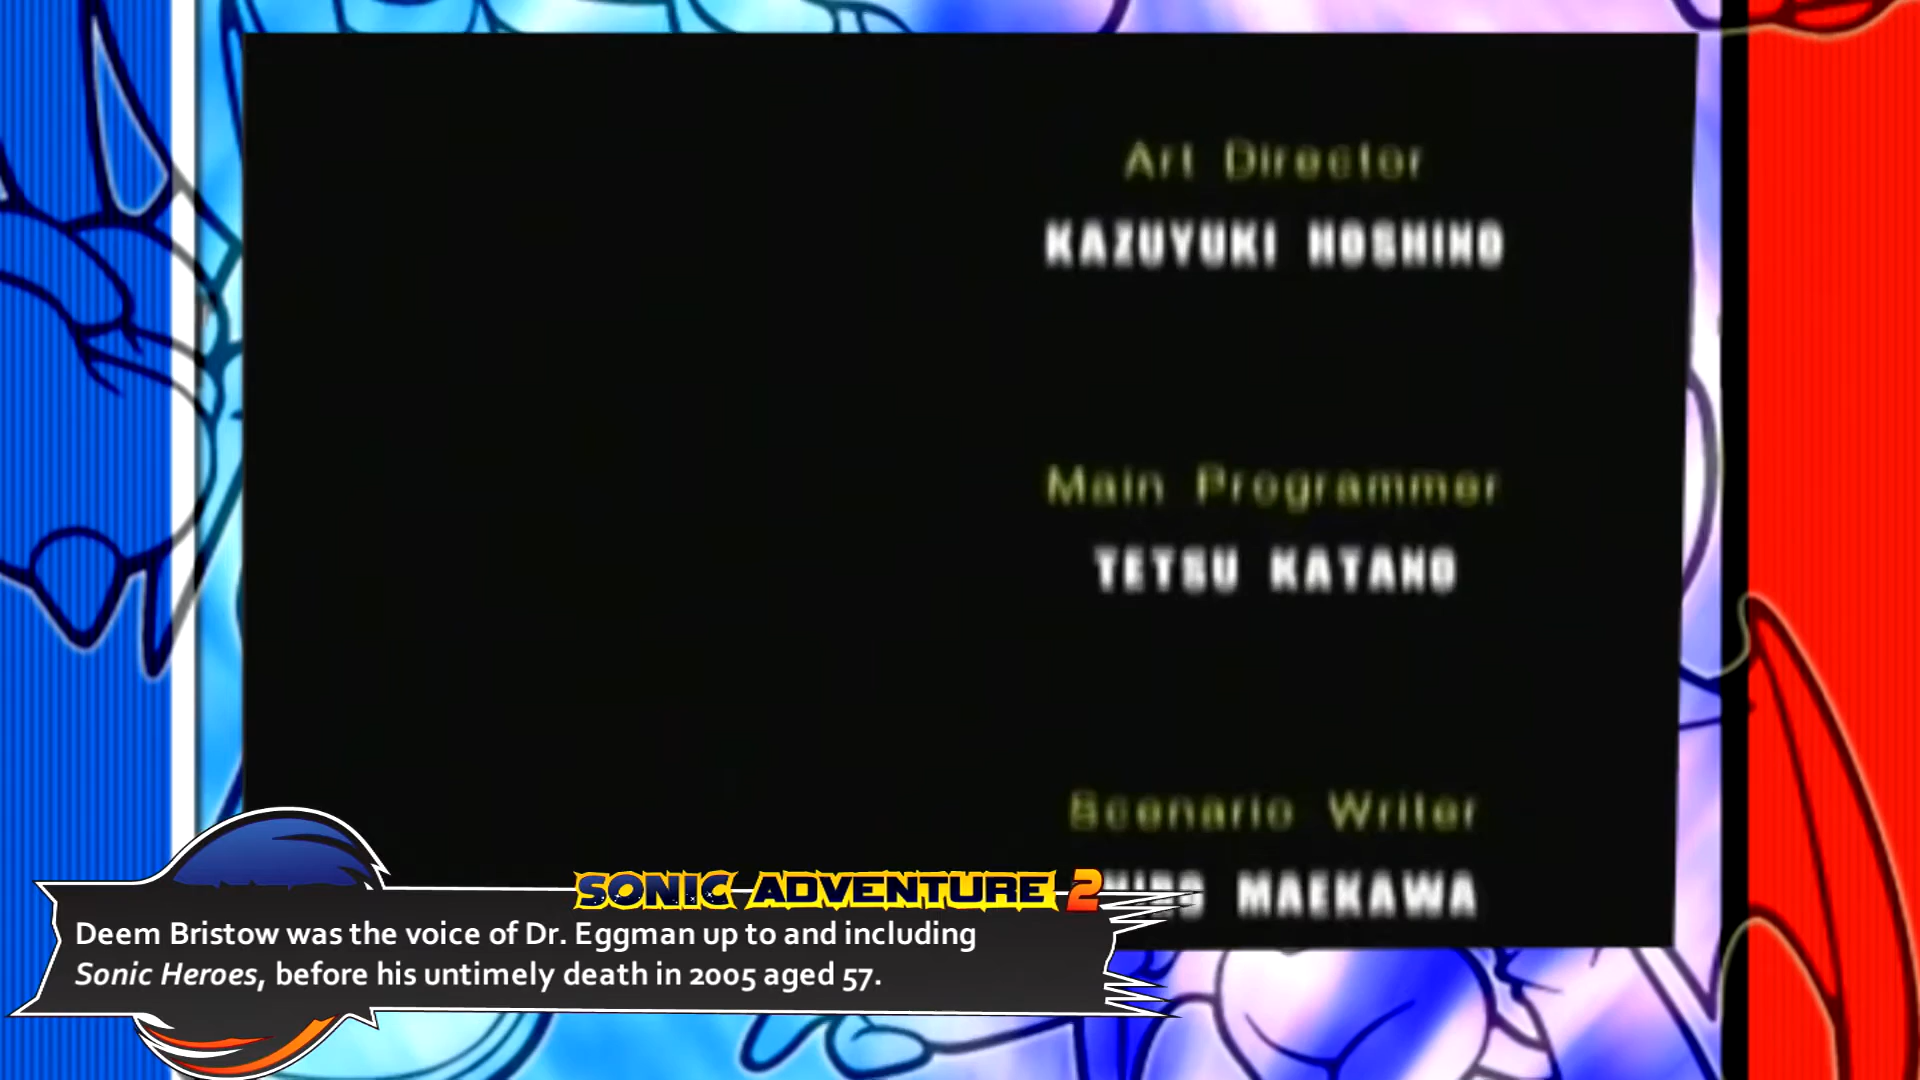 Art Director
KAZUYUKI HOSHINO
Main Programmer
TETSU KATANO
Scenario Writer
MAEKAWA
SONIC ADVENTURE 2
Deem Bristow was the voice of Dr. Eggman up to and including
Sonic Heroes, before his untimely death in 2005 aged 57.